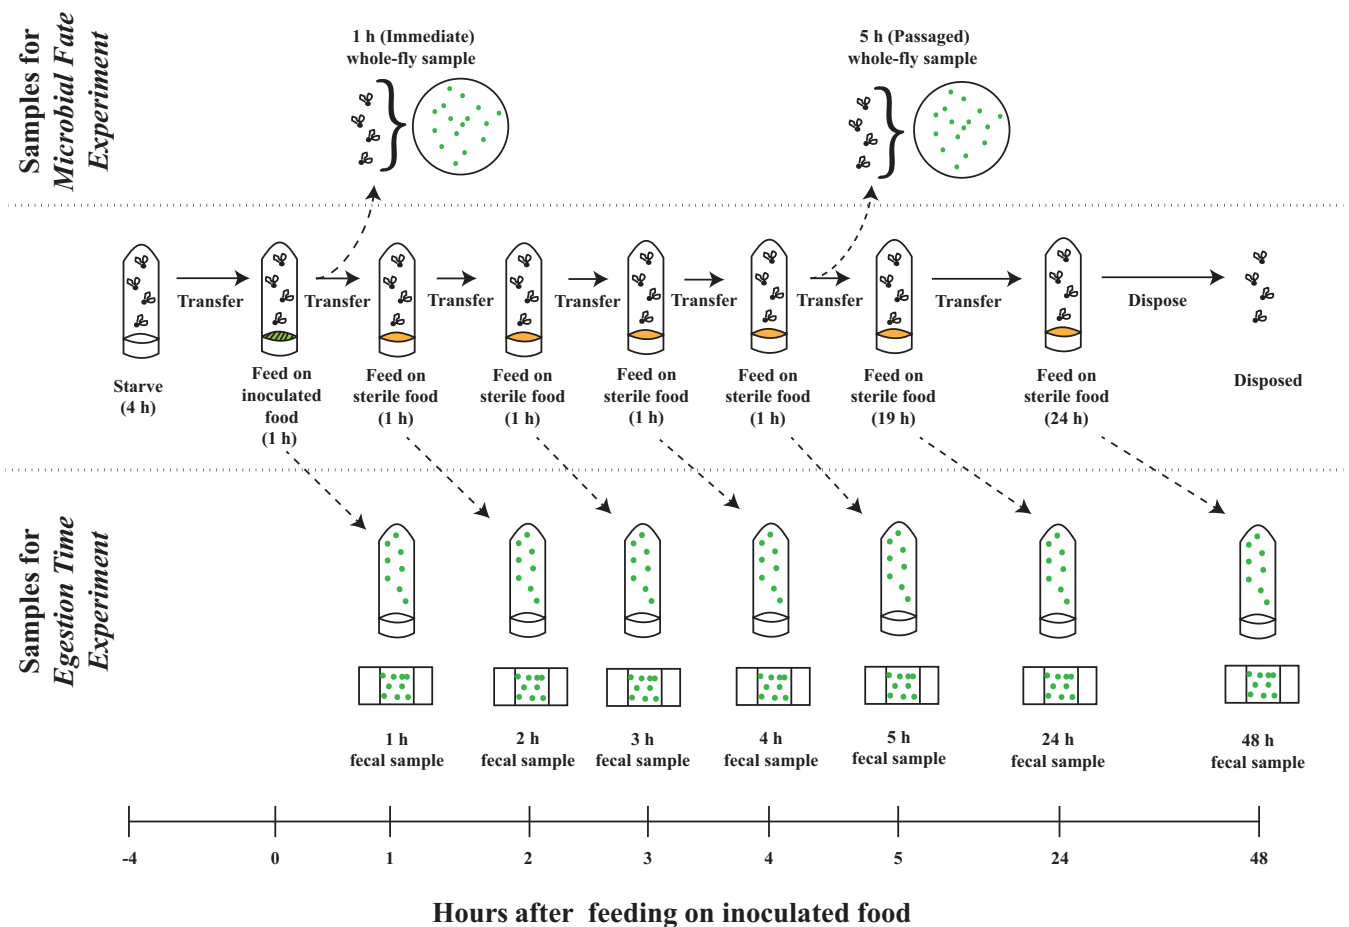 Samples for
Microbial Fate
Experiment
1 h (Immediate)
whole-fly sample
5 h (Passaged)
whole-fly sample
Transfer
Transfer
Transfer
Transfer
Transfer
Transfer
Transfer
Dispose
Starve
(4 h)
Feed on
inoculated
food
(1 h)
Feed on
sterile food
(1 h)
Feed on
sterile food
(1 h)
Feed on
sterile food
(1 h)
Feed on
sterile food
(1 h)
Feed on
sterile food
(19 h)
Feed on
sterile food
(24 h)
Disposed
Samples for
Egestion Time
Experiment
1 h
fecal sample
2 h
fecal sample
3 h
fecal sample
4 h
fecal sample
5 h
fecal sample
24 h
fecal sample
48 h
fecal sample
-4 0 1 2 3 4 5 24 48
Hours after feeding on inoculated food